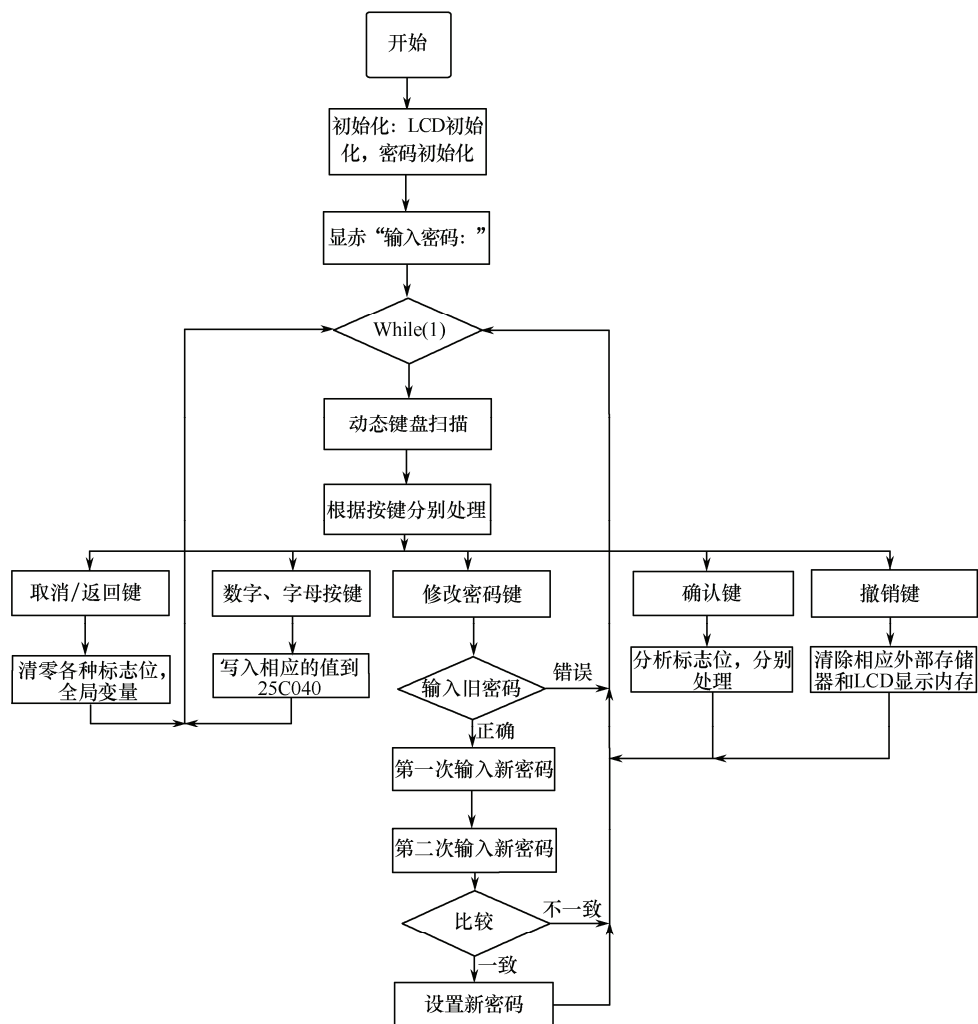 开始
初始化：LCD初始
化，密码初始化
显赤“输入密码：”
While(1)
动态键盘扫描
根据按键分别处理
取消/返回键
数字、字母按键
修改密码键
确认键
撤销键
清零各种标志位，
全局变量
写入相应的值到
25C040
输入旧密码
错误
分析标志位，分别
处理
清除相应外部存储
器和LCD显示内存
正确
第一次输入新密码
第二次输入新密码
比较
不一致
一致
设置新密码